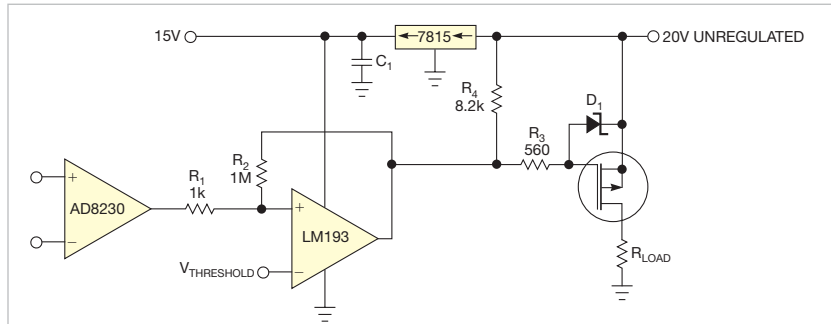 15V
7815
20V UNREGULATED
C1
R4
8.2k
D1
R3
560
R2
1M
R1
1k
AD8230
+
−
+
−
LM193
VTHRESHOLD
RLOAD